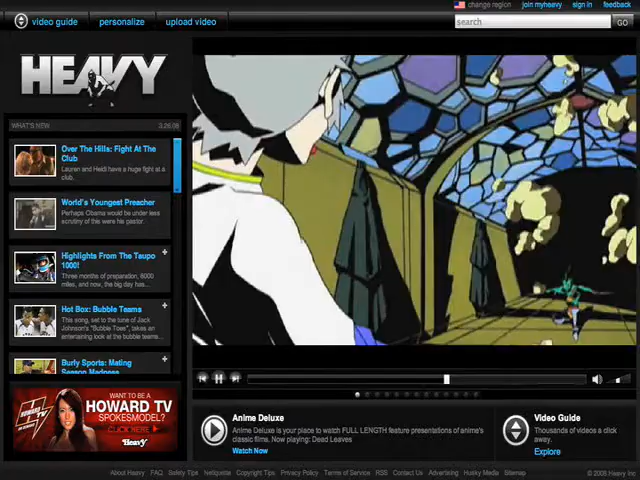 change region join myheavy sign in feedback
video guide personalize upload video search GO
HEAVY
WHAT'S NEW 3.26.08
Over The Hills: Fight At The
Club
Lauren and Heidi have a huge fight at a
club.
World's Youngest Preacher
Perhaps Obama would be under less
scrutiny of this were his pastor.
Highlights From The Taupo
1000!
Three months of preparation, 6000
miles, and now, the big day has...
Hot Box: Bubble Teams
This song, set to the tune of Jack
Johnson's "Bubble Toes", takes an
entertaining look at the bubble teams...
Burly Sports: Mating
Season Madness
WANT TO BE A
HOWARD TV
SPOKESMODEL?
CLICK HERE
HEAVY
HOWARD TV
Anime Deluxe
Anime Deluxe is your place to watch FULL LENGTH feature presentations of anime's
classic films. Now playing: Dead Leaves
Watch Now
Video Guide
Thousands of videos a click
away.
Explore
About Heavy FAQ Safety Tips Netiquette Copyright Tips Privacy Policy Terms of Service RSS Contact Us Advertising Husky Media Sitemap © 2008 Heavy Inc